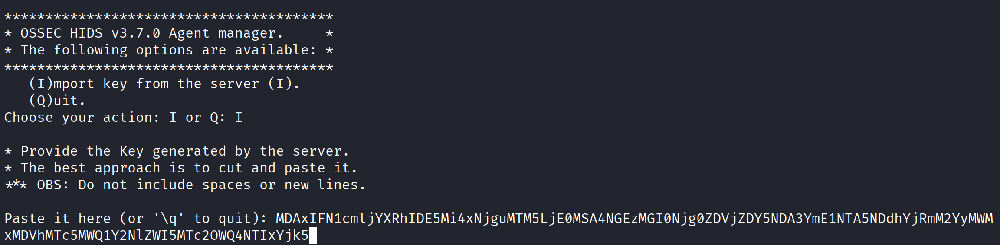 ****************************************
* OSSEC HIDS v3.7.0 Agent manager.     *
* The following options are available: *
****************************************
   (I)mport key from the server (I).
   (Q)uit.
Choose your action: I or Q: I
* Provide the Key generated by the server.
* The best approach is to cut and paste it.
*** OBS: Do not include spaces or new lines.
Paste it here (or '\q' to quit): MDAxIFN1cmljYXRhIDE5Mi4xNjguMTM5LjE0MSA4NGEzMGI0Njg0ZDVjZDY5NDA3YmE1NTA5NDdhYjRmM2YyMWM
xMDVhMTc5MWQ1Y2NlZWI5MTc2OWQ4NTIxYjk5